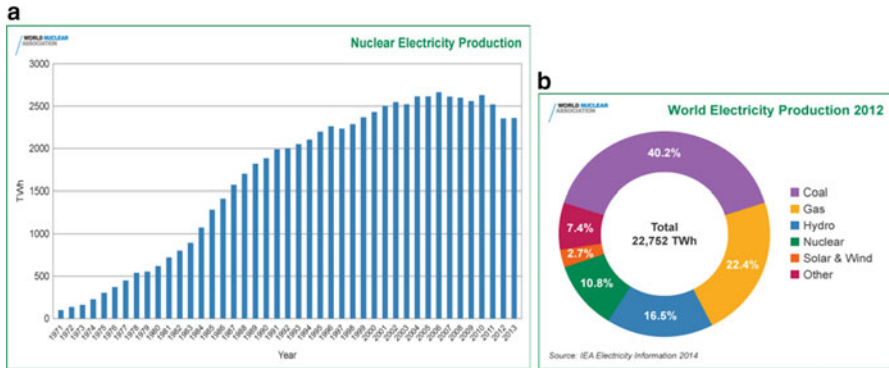 a
WORLD NUCLEAR
ASSOCIATION
Nuclear Electricity Production
3000
2500
2000
1500
1000
500
0
TWh
1971
1972
1973
1974
1975
1976
1977
1978
1979
1980
1981
1982
1983
1984
1985
1986
1987
1988
1989
1990
1991
1992
1993
1994
1995
1996
1997
1998
1999
2000
2001
2002
2003
2004
2005
2006
2007
2008
2009
2010
2011
2012
2013
Year
b
WORLD NUCLEAR
ASSOCIATION
World Electricity Production 2012
40.2%
22.4%
16.5%
10.8%
2.7%
7.4%
Total
22,752 TWh
Coal
Gas
Hydro
Nuclear
Solar & Wind
Other
Source: IEA Electricity Information 2014